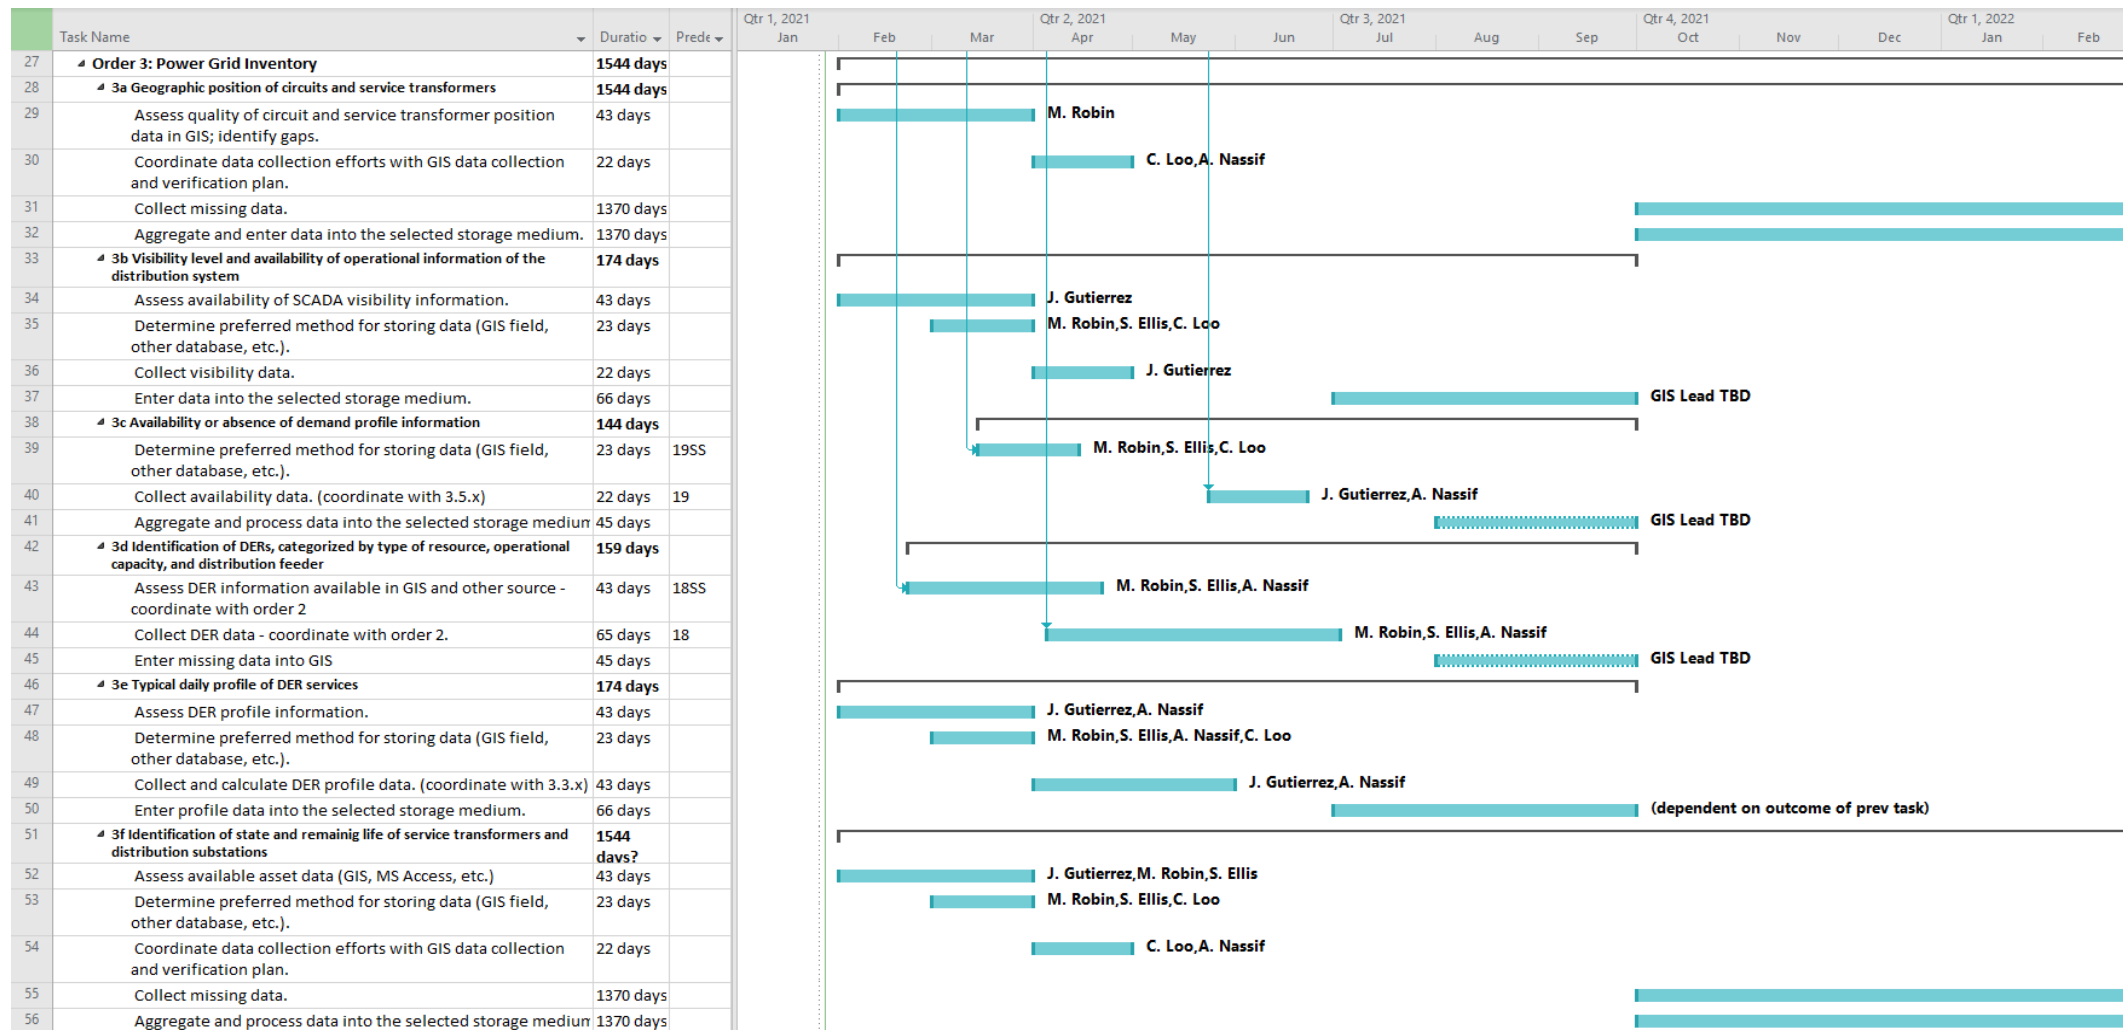 Qtr 1, 2021 Qtr 2, 2021 Qtr 3, 2021 Qtr 4, 2021 Qtr 1, 2022
Task Name Duratio Prede Jan Feb Mar Apr May Jun Jul Aug Sep Oct Nov Dec Jan Feb
27 Order 3: Power Grid Inventory 1544 days
28 3a Geographic position of circuits and service transformers 1544 days
29 Assess quality of circuit and service transformer position 43 days M. Robin
data in GIS; identify gaps.
30 Coordinate data collection efforts with GIS data collection 22 days C. Loo,A. Nassif
and verification plan.
31 Collect missing data. 1370 days
32 Aggregate and enter data into the selected storage medium. 1370 days
33 3b Visibility level and availability of operational information of the 174 days
distribution system
34 Assess availability of SCADA visibility information. 43 days J. Gutierrez
35 Determine preferred method for storing data (GIS field, 23 days M. Robin,S. Ellis,C. Loo
other database, etc.).
36 Collect visibility data. 22 days J. Gutierrez
37 Enter data into the selected storage medium. 66 days GIS Lead TBD
38 3c Availability or absence of demand profile information 144 days
39 Determine preferred method for storing data (GIS field, 23 days 19SS M. Robin,S. Ellis,C. Loo
other database, etc.).
40 Collect availability data. (coordinate with 3.5.x) 22 days 19 J. Gutierrez,A. Nassif
41 Aggregate and process data into the selected storage medium 45 days GIS Lead TBD
42 3d Identification of DERs, categorized by type of resource, operational 159 days
capacity, and distribution feeder
43 Assess DER information available in GIS and other source - 43 days 18SS M. Robin,S. Ellis,A. Nassif
coordinate with order 2
44 Collect DER data - coordinate with order 2. 65 days 18 M. Robin,S. Ellis,A. Nassif
45 Enter missing data into GIS 45 days GIS Lead TBD
46 3e Typical daily profile of DER services 174 days
47 Assess DER profile information. 43 days J. Gutierrez,A. Nassif
48 Determine preferred method for storing data (GIS field, 23 days M. Robin,S. Ellis,A. Nassif,C. Loo
other database, etc.).
49 Collect and calculate DER profile data. (coordinate with 3.3.x) 43 days J. Gutierrez,A. Nassif
50 Enter profile data into the selected storage medium. 66 days (dependent on outcome of prev task)
51 3f Identification of state and remainig life of service transformers and 1544
distribution substations days?
52 Assess available asset data (GIS, MS Access, etc.) 43 days J. Gutierrez,M. Robin,S. Ellis
53 Determine preferred method for storing data (GIS field, 23 days M. Robin,S. Ellis,C. Loo
other database, etc.).
54 Coordinate data collection efforts with GIS data collection 22 days C. Loo,A. Nassif
and verification plan.
55 Collect missing data. 1370 days
56 Aggregate and process data into the selected storage medium 1370 days